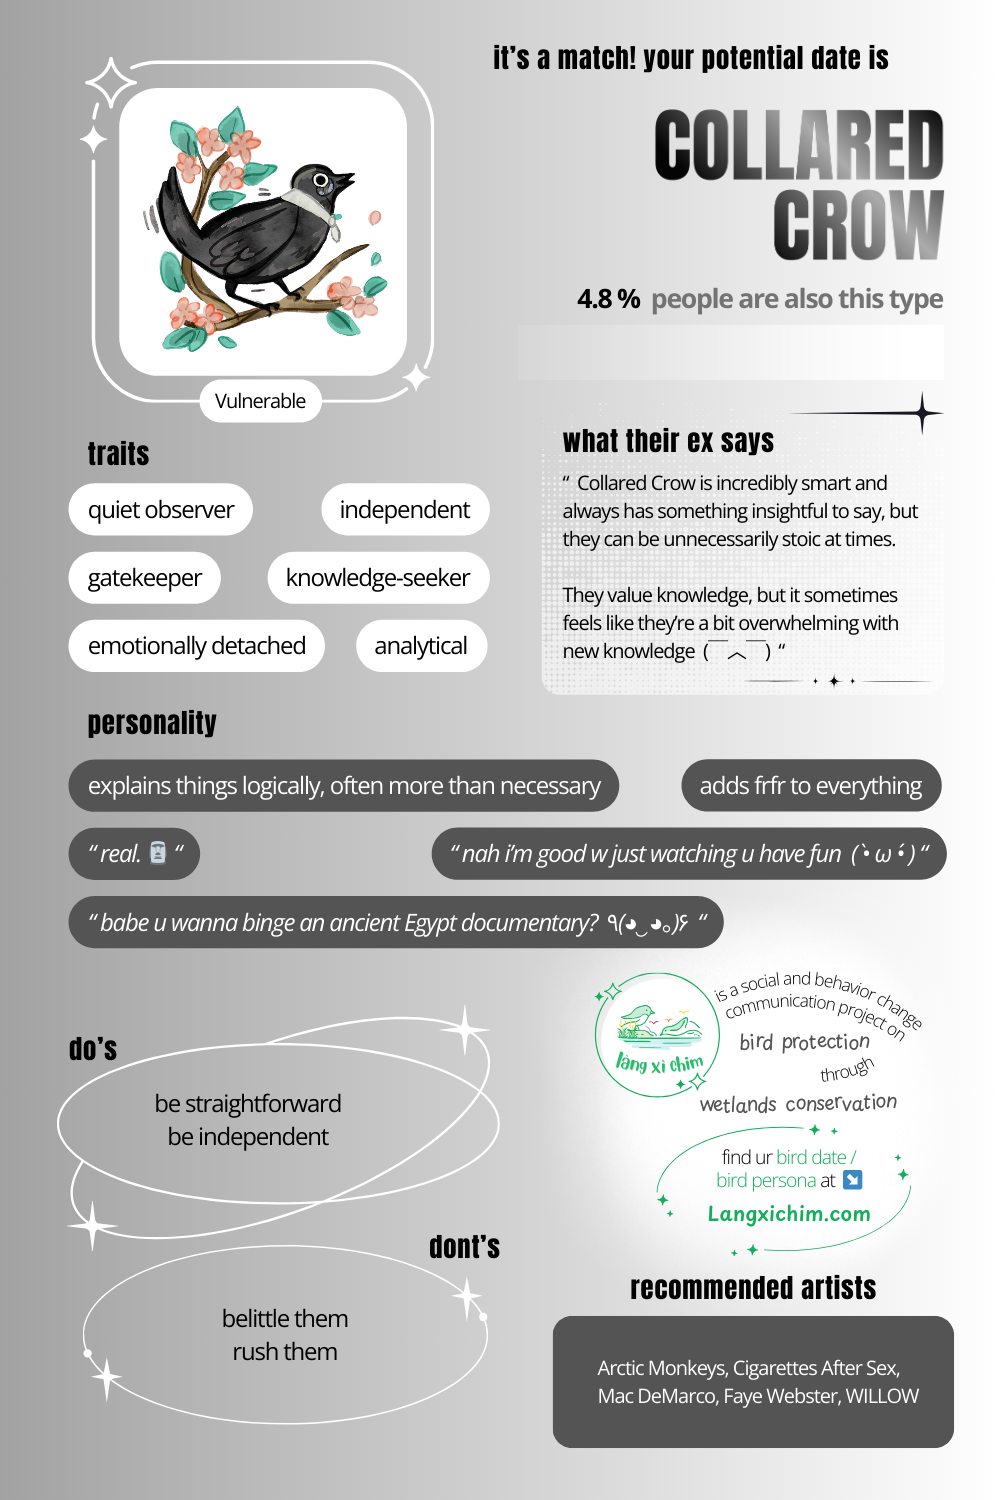 it's a match! your potential date is
COLLARED
CROW
4.8 % people are also this type
Vulnerable
traits
quiet observer
independent
gatekeeper
knowledge-seeker
emotionally detached
analytical
what their ex says
“ Collared Crow is incredibly smart and
always has something insightful to say, but
they can be unnecessarily stoic at times.
They value knowledge, but it sometimes
feels like they’re a bit overwhelming with
new knowledge (￣︿￣) “
personality
explains things logically, often more than necessary
adds frfr to everything
“ real. 🗿 “
“ nah i’m good w just watching u have fun (`• ω •́ ) “
“ babe u wanna binge an ancient Egypt documentary? ٩(◕‿◕｡)۶ “
do’s
be straightforward
be independent
dont’s
belittle them
rush them
làng xì chim
is a social and behavior change
communication project on
bird protection
through
wetlands conservation
find ur bird date /
bird persona at ↘️
Langxichim.com
recommended artists
Arctic Monkeys, Cigarettes After Sex,
Mac DeMarco, Faye Webster, WILLOW